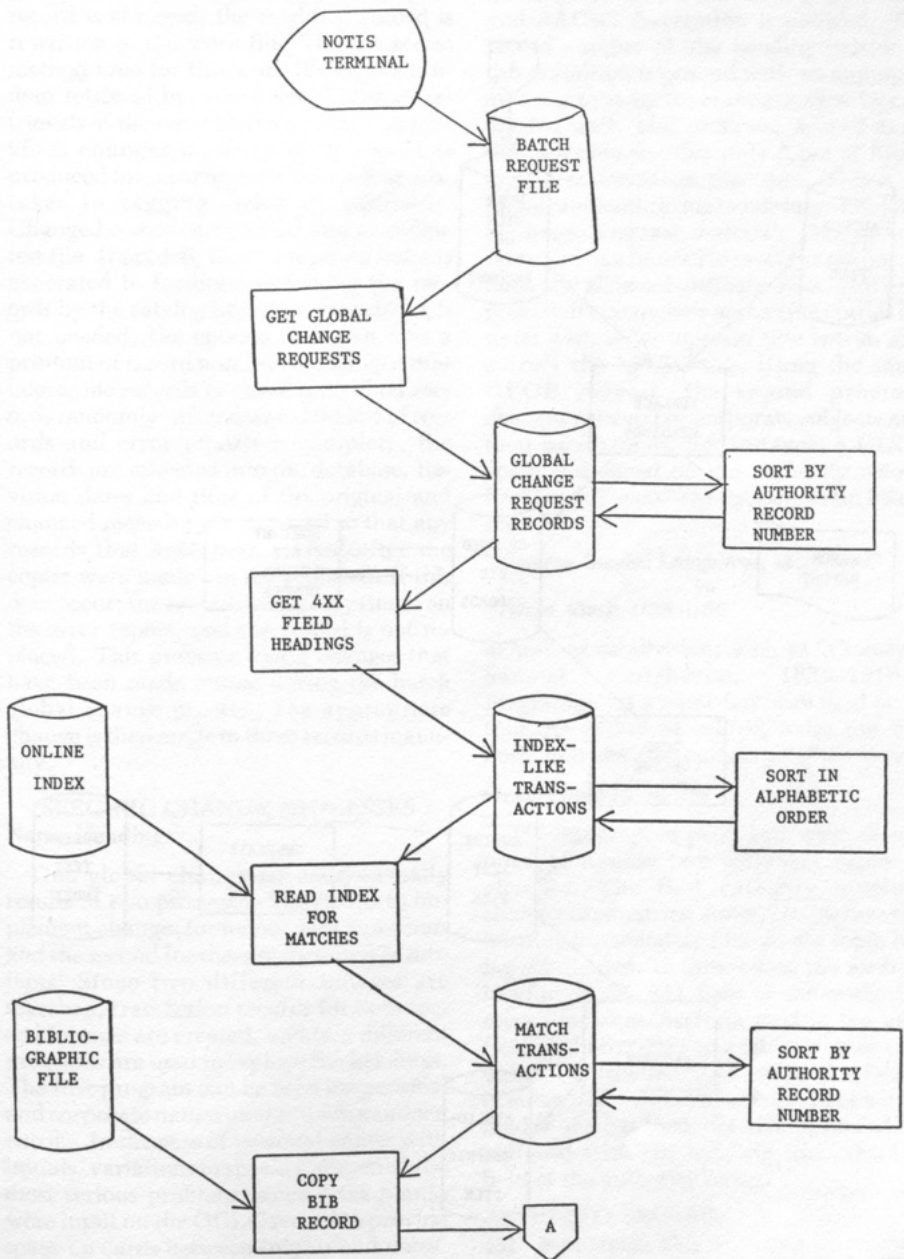 NOTIS
TERMINAL
BATCH
REQUEST
FILE
GET GLOBAL
CHANGE
REQUESTS
GLOBAL
CHANGE
REQUEST
RECORDS
SORT BY
AUTHORITY
RECORD
NUMBER
GET 4XX
FIELD
HEADINGS
ONLINE
INDEX
INDEX-
LIKE
TRANS-
ACTIONS
SORT IN
ALPHABETIC
ORDER
READ INDEX
FOR
MATCHES
BIBLIO-
GRAPHIC
FILE
MATCH
TRANS-
ACTIONS
SORT BY
AUTHORITY
RECORD
NUMBER
COPY
BIB
RECORD
A